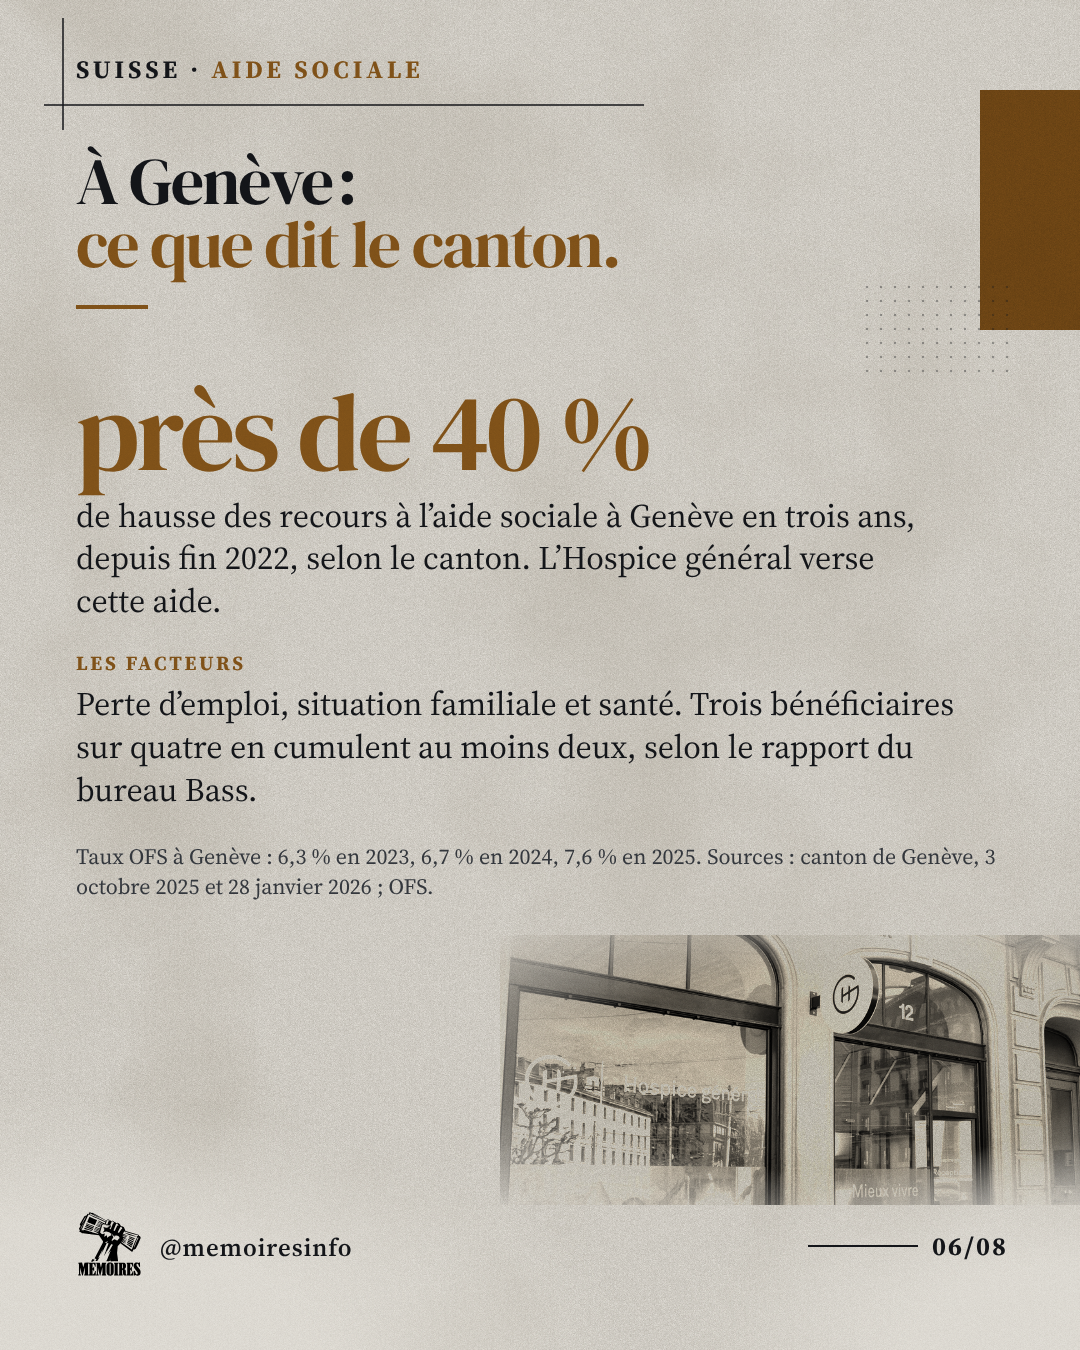 SUISSE · AIDE SOCIALE
À Genève :
ce que dit le canton.
près de 40 %
de hausse des recours à l’aide sociale à Genève en trois ans,
depuis fin 2022, selon le canton. L’Hospice général verse
cette aide.
LES FACTEURS
Perte d’emploi, situation familiale et santé. Trois bénéficiaires
sur quatre en cumulent au moins deux, selon le rapport du
bureau Bass.
Taux OFS à Genève : 6,3 % en 2023, 6,7 % en 2024, 7,6 % en 2025. Sources : canton de Genève, 3
octobre 2025 et 28 janvier 2026 ; OFS.
12
Hospice génér
Mieux vivre
MÉMOIRES
@memoiresinfo
06/08